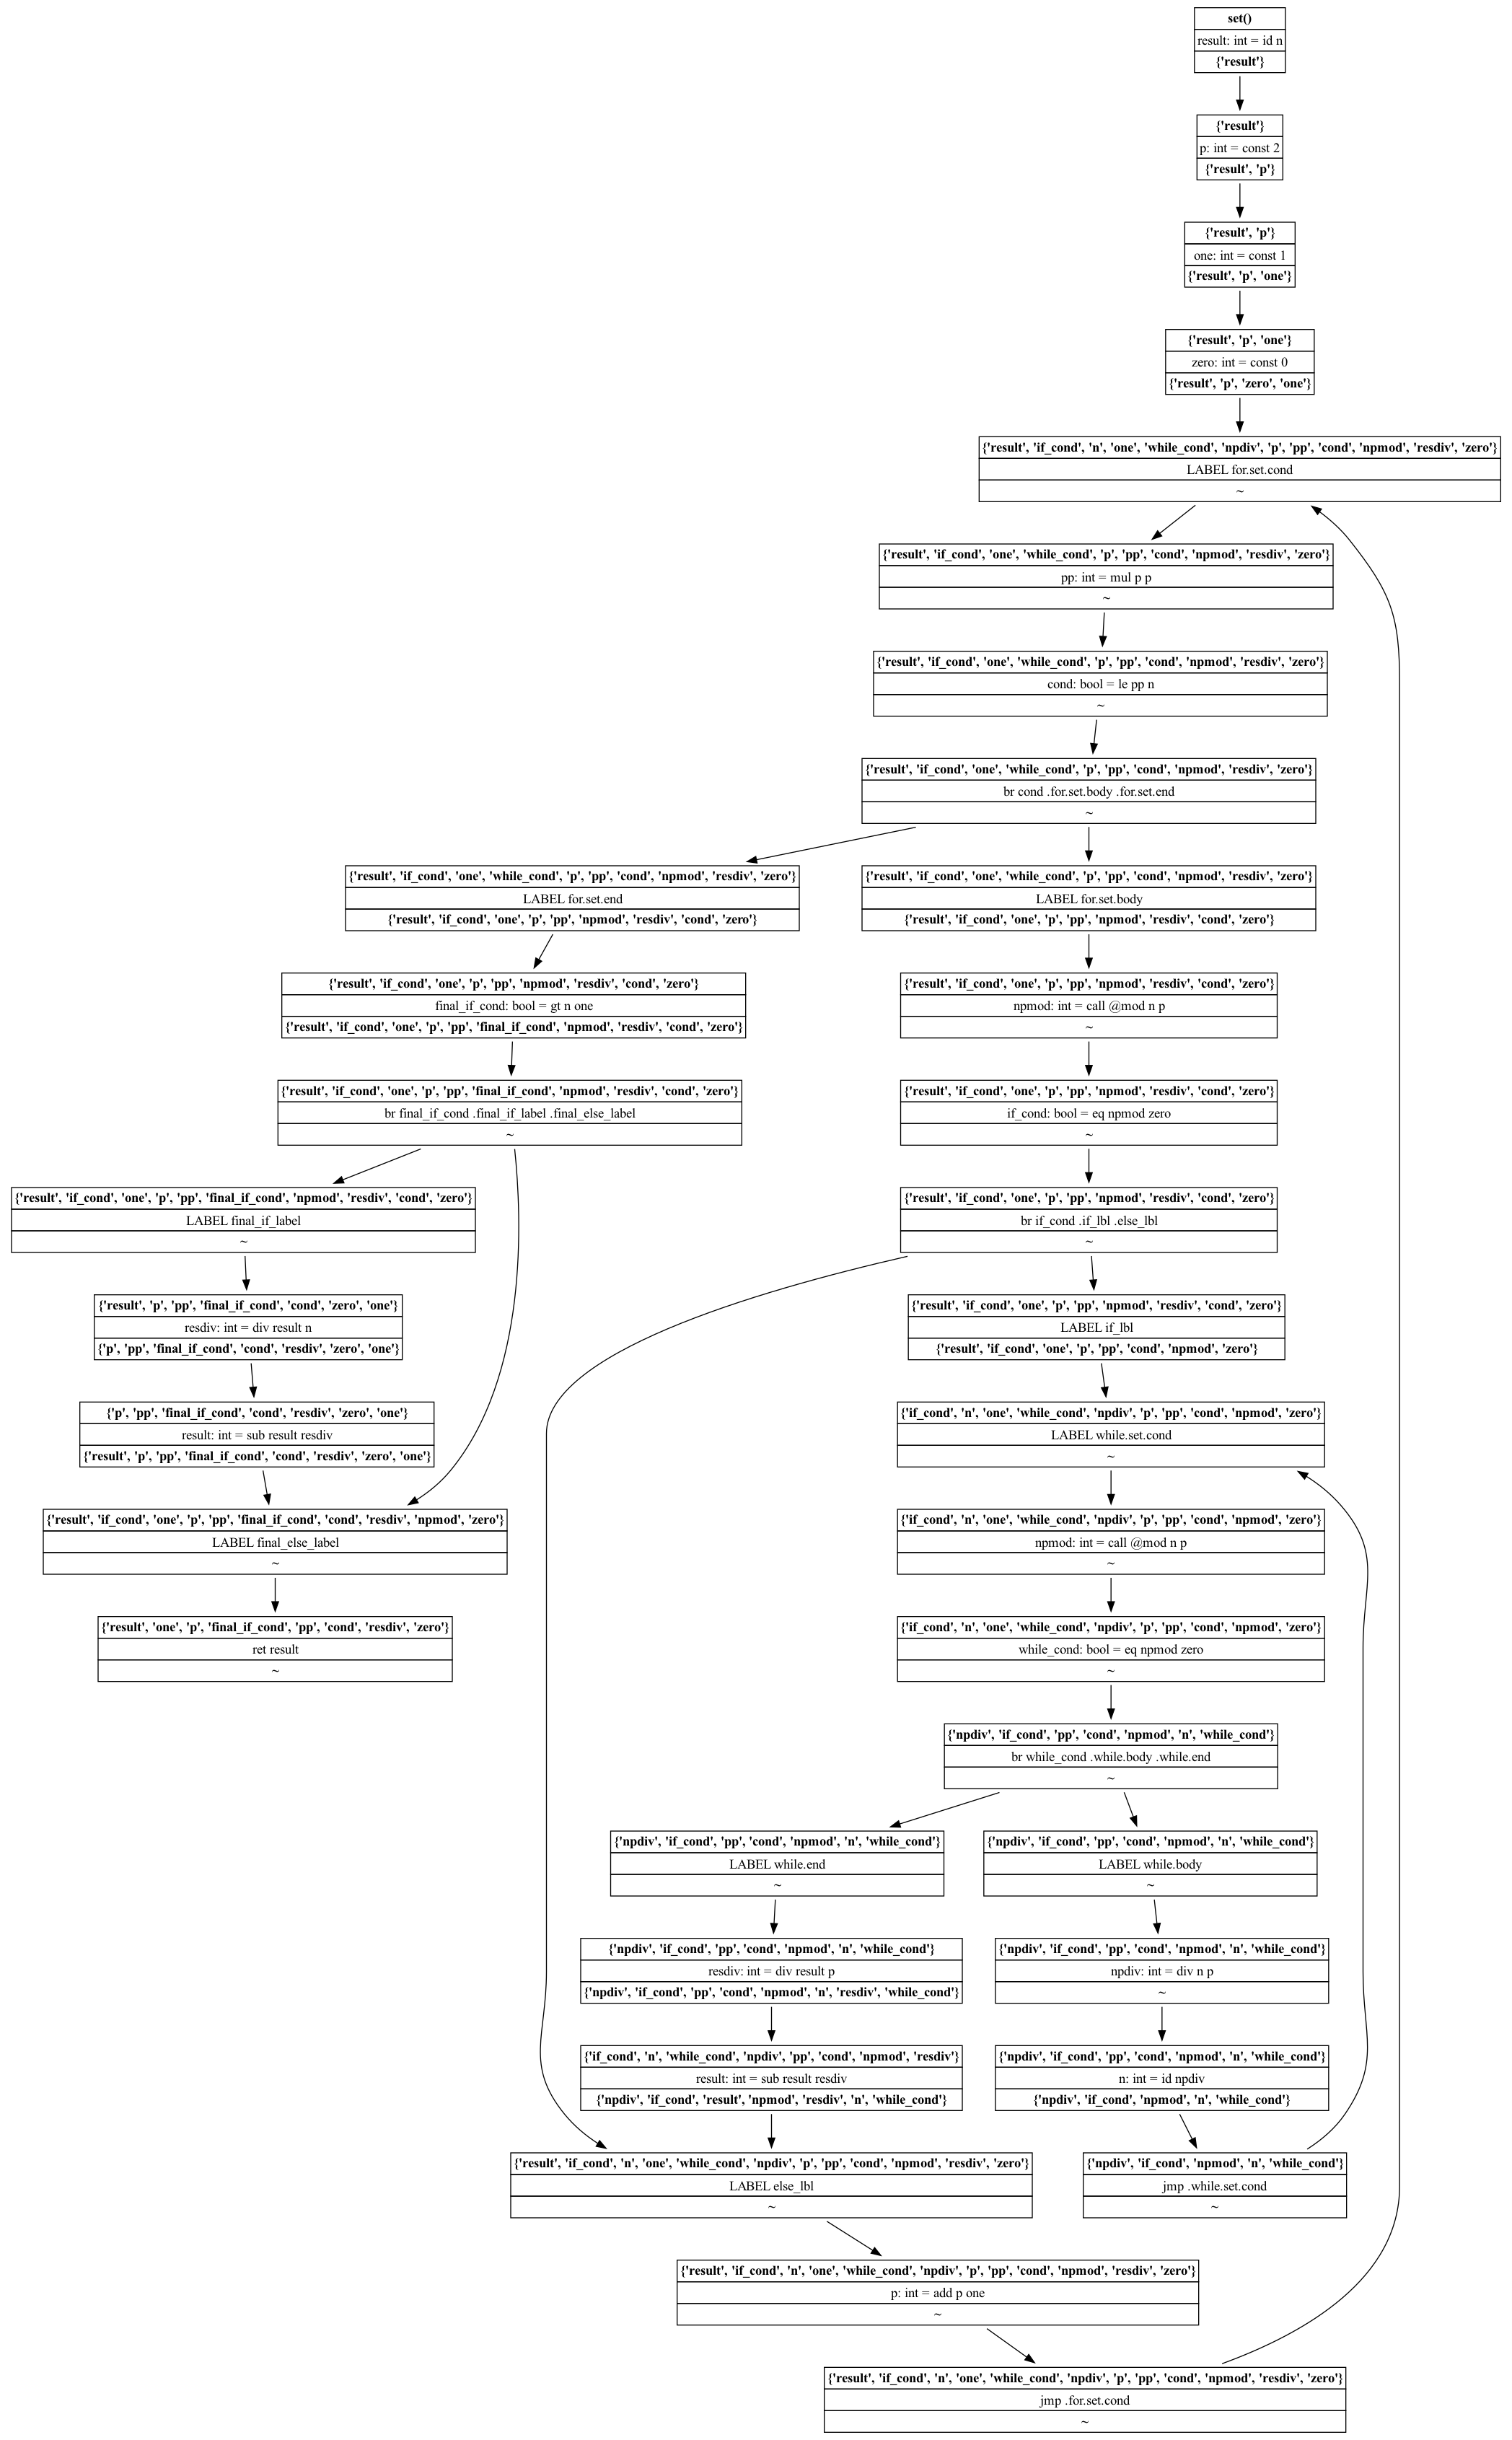 set()
result: int = id n
{'result'}
{'result'}
p: int = const 2
{'result', 'p'}
{'result', 'p'}
one: int = const 1
{'result', 'p', 'one'}
{'result', 'p', 'one'}
zero: int = const 0
{'result', 'p', 'zero', 'one'}
{'result', 'if_cond', 'n', 'one', 'while_cond', 'npdiv', 'p', 'pp', 'cond', 'npmod', 'resdiv', 'zero'}
LABEL for.set.cond
~
{'result', 'if_cond', 'one', 'while_cond', 'p', 'pp', 'cond', 'npmod', 'resdiv', 'zero'}
pp: int = mul p p
~
{'result', 'if_cond', 'one', 'while_cond', 'p', 'pp', 'cond', 'npmod', 'resdiv', 'zero'}
cond: bool = le pp n
~
{'result', 'if_cond', 'one', 'while_cond', 'p', 'pp', 'cond', 'npmod', 'resdiv', 'zero'}
br cond .for.set.body .for.set.end
~
{'result', 'if_cond', 'one', 'while_cond', 'p', 'pp', 'cond', 'npmod', 'resdiv', 'zero'}
LABEL for.set.end
{'result', 'if_cond', 'one', 'p', 'pp', 'npmod', 'resdiv', 'cond', 'zero'}
{'result', 'if_cond', 'one', 'while_cond', 'p', 'pp', 'cond', 'npmod', 'resdiv', 'zero'}
LABEL for.set.body
{'result', 'if_cond', 'one', 'p', 'pp', 'npmod', 'resdiv', 'cond', 'zero'}
{'result', 'if_cond', 'one', 'p', 'pp', 'npmod', 'resdiv', 'cond', 'zero'}
final_if_cond: bool = gt n one
{'result', 'if_cond', 'one', 'p', 'pp', 'final_if_cond', 'npmod', 'resdiv', 'cond', 'zero'}
{'result', 'if_cond', 'one', 'p', 'pp', 'npmod', 'resdiv', 'cond', 'zero'}
npmod: int = call @mod n p
~
{'result', 'if_cond', 'one', 'p', 'pp', 'final_if_cond', 'npmod', 'resdiv', 'cond', 'zero'}
br final_if_cond .final_if_label .final_else_label
~
{'result', 'if_cond', 'one', 'p', 'pp', 'npmod', 'resdiv', 'cond', 'zero'}
if_cond: bool = eq npmod zero
~
{'result', 'if_cond', 'one', 'p', 'pp', 'final_if_cond', 'npmod', 'resdiv', 'cond', 'zero'}
LABEL final_if_label
~
{'result', 'if_cond', 'one', 'p', 'pp', 'npmod', 'resdiv', 'cond', 'zero'}
br if_cond .if_lbl .else_lbl
~
{'result', 'p', 'pp', 'final_if_cond', 'cond', 'zero', 'one'}
resdiv: int = div result n
{'p', 'pp', 'final_if_cond', 'cond', 'resdiv', 'zero', 'one'}
{'result', 'if_cond', 'one', 'p', 'pp', 'npmod', 'resdiv', 'cond', 'zero'}
LABEL if_lbl
{'result', 'if_cond', 'one', 'p', 'pp', 'cond', 'npmod', 'zero'}
{'p', 'pp', 'final_if_cond', 'cond', 'resdiv', 'zero', 'one'}
result: int = sub result resdiv
{'result', 'p', 'pp', 'final_if_cond', 'cond', 'resdiv', 'zero', 'one'}
{'if_cond', 'n', 'one', 'while_cond', 'npdiv', 'p', 'pp', 'cond', 'npmod', 'zero'}
LABEL while.set.cond
~
{'result', 'if_cond', 'one', 'p', 'pp', 'final_if_cond', 'cond', 'resdiv', 'npmod', 'zero'}
LABEL final_else_label
~
{'if_cond', 'n', 'one', 'while_cond', 'npdiv', 'p', 'pp', 'cond', 'npmod', 'zero'}
npmod: int = call @mod n p
~
{'result', 'one', 'p', 'final_if_cond', 'pp', 'cond', 'resdiv', 'zero'}
ret result
~
{'if_cond', 'n', 'one', 'while_cond', 'npdiv', 'p', 'pp', 'cond', 'npmod', 'zero'}
while_cond: bool = eq npmod zero
~
{'npdiv', 'if_cond', 'pp', 'cond', 'npmod', 'n', 'while_cond'}
br while_cond .while.body .while.end
~
{'npdiv', 'if_cond', 'pp', 'cond', 'npmod', 'n', 'while_cond'}
LABEL while.end
~
{'npdiv', 'if_cond', 'pp', 'cond', 'npmod', 'n', 'while_cond'}
LABEL while.body
~
{'npdiv', 'if_cond', 'pp', 'cond', 'npmod', 'n', 'while_cond'}
resdiv: int = div result p
{'npdiv', 'if_cond', 'pp', 'cond', 'npmod', 'n', 'resdiv', 'while_cond'}
{'npdiv', 'if_cond', 'pp', 'cond', 'npmod', 'n', 'while_cond'}
npdiv: int = div n p
~
{'if_cond', 'n', 'while_cond', 'npdiv', 'pp', 'cond', 'npmod', 'resdiv'}
result: int = sub result resdiv
{'npdiv', 'if_cond', 'result', 'npmod', 'resdiv', 'n', 'while_cond'}
{'npdiv', 'if_cond', 'pp', 'cond', 'npmod', 'n', 'while_cond'}
n: int = id npdiv
{'npdiv', 'if_cond', 'npmod', 'n', 'while_cond'}
{'result', 'if_cond', 'n', 'one', 'while_cond', 'npdiv', 'p', 'pp', 'cond', 'npmod', 'resdiv', 'zero'}
LABEL else_lbl
~
{'npdiv', 'if_cond', 'npmod', 'n', 'while_cond'}
jmp .while.set.cond
~
{'result', 'if_cond', 'n', 'one', 'while_cond', 'npdiv', 'p', 'pp', 'cond', 'npmod', 'resdiv', 'zero'}
p: int = add p one
~
{'result', 'if_cond', 'n', 'one', 'while_cond', 'npdiv', 'p', 'pp', 'cond', 'npmod', 'resdiv', 'zero'}
jmp .for.set.cond
~